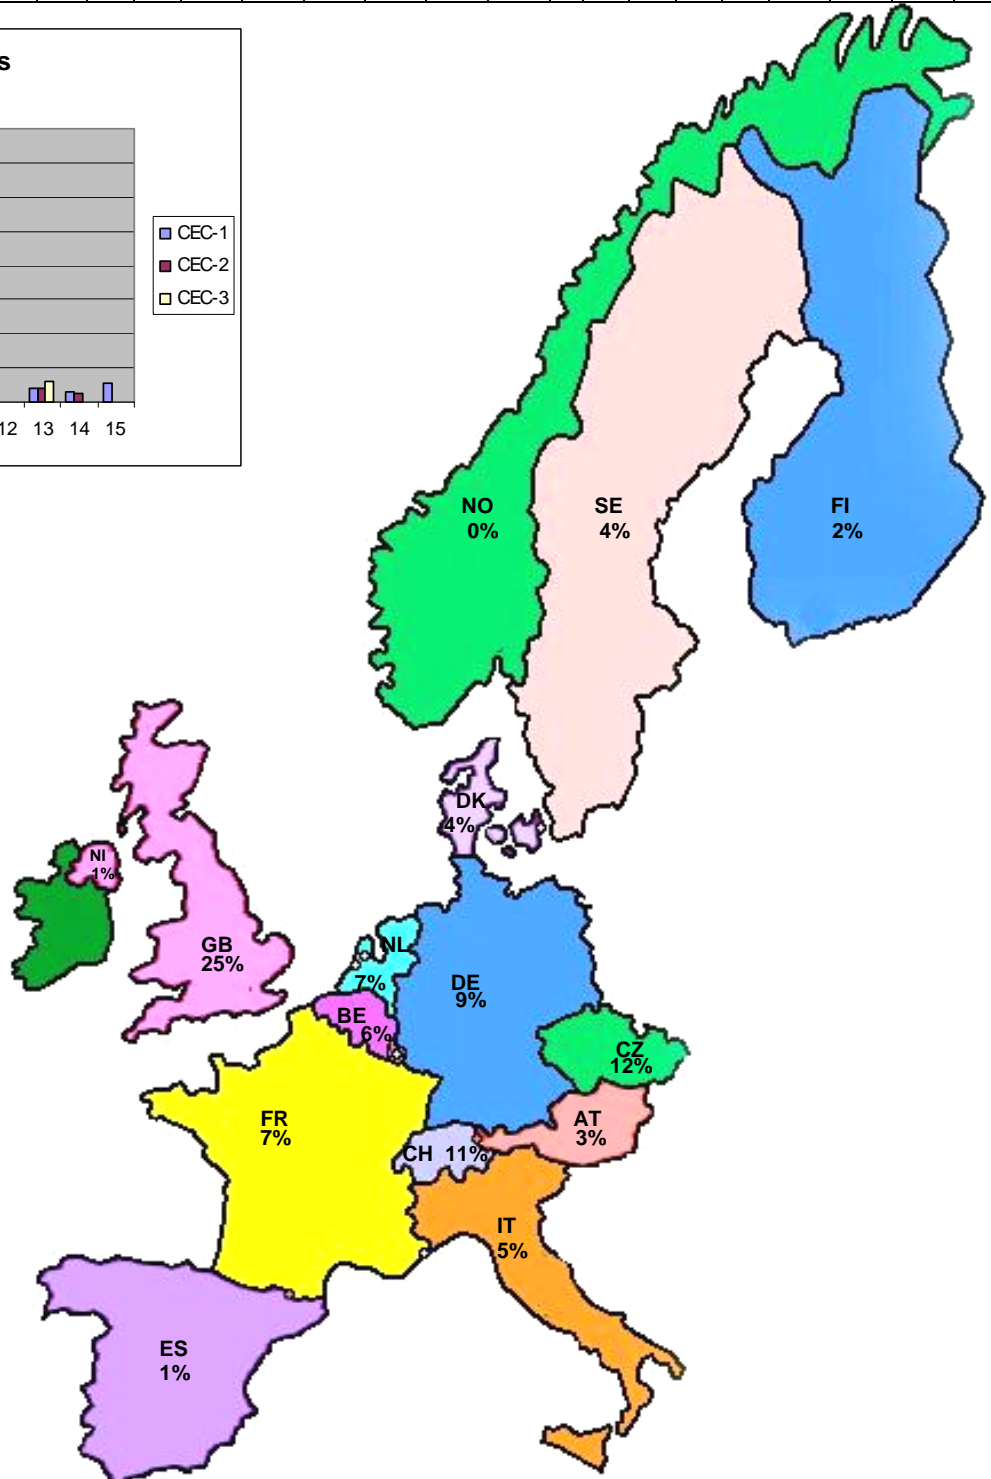 s
CEC-1
CEC-2
CEC-3
12 13 14 15
NO
0%
SE
4%
FI
2%
DK
4%
NI
1%
GB
25%
NL
7%
BE
6%
DE
9%
CZ
12%
FR
7%
AT
3%
CH 11%
IT
5%
ES
1%